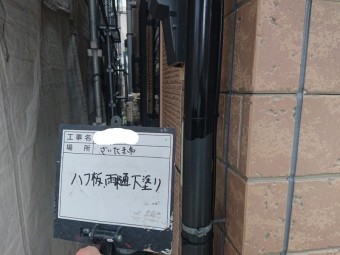 工事名
場所 さいたま市
ハフ板、雨樋下塗り